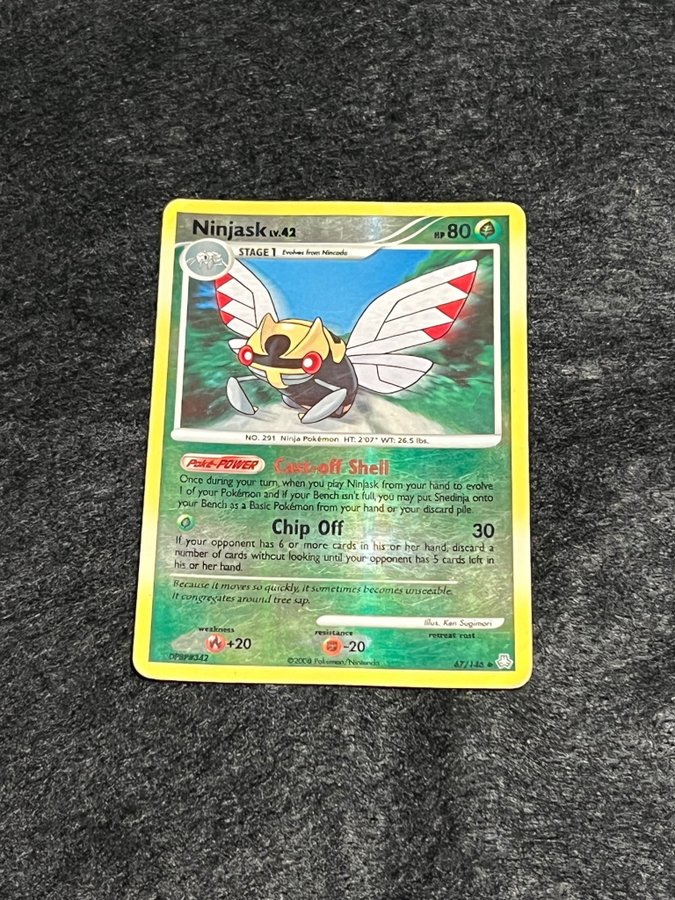 Ninjask LV.42 HP 80
STAGE 1 Evolves from Nincada
NO. 291 Ninja Pokémon HT: 2'07" WT: 26.5 lbs.
Poké-POWER Cast-off Shell
Once during your turn, when you play Ninjask from your hand to evolve
1 of your Pokémon and if your Bench isn't full, you may put Shedinja onto
your Bench as a Basic Pokémon from your hand or your discard pile.
Chip Off 30
If your opponent has 6 or more cards in his or her hand, discard a
number of cards without looking until your opponent has 5 cards left in
his or her hand.
Because it moves so quickly, it sometimes becomes unseeable.
It congregates around tree sap.
Illus. Ken Sugimori
weakness resistance retreat cost
+20 -20
DPBP#342 ©2008 Pokémon/Nintendo 67/146